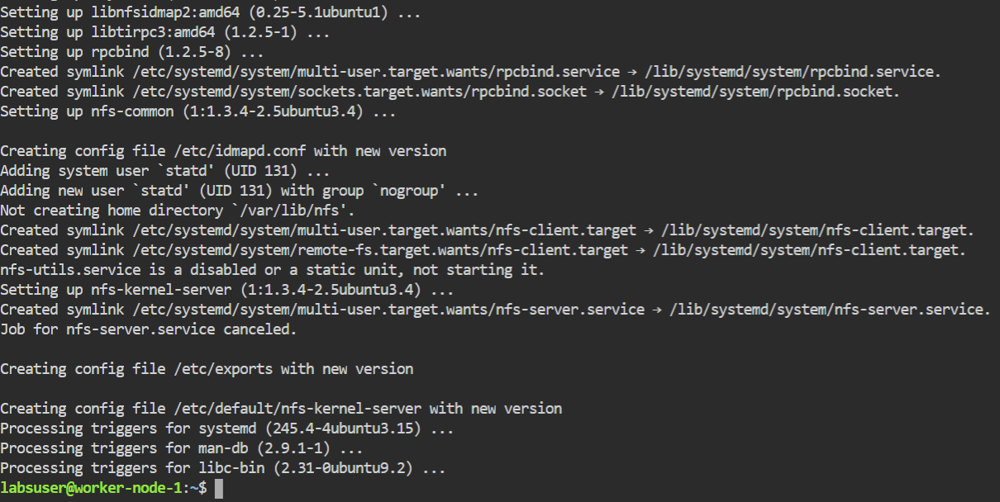 Setting up libnfsidmap2:amd64 (0.25-5.1ubuntu1) ...
Setting up libtirpc3:amd64 (1.2.5-1) ...
Setting up rpcbind (1.2.5-8) ...
Created symlink /etc/systemd/system/multi-user.target.wants/rpcbind.service → /lib/systemd/system/rpcbind.service.
Created symlink /etc/systemd/system/sockets.target.wants/rpcbind.socket → /lib/systemd/system/rpcbind.socket.
Setting up nfs-common (1:1.3.4-2.5ubuntu3.4) ...
Creating config file /etc/idmapd.conf with new version
Adding system user `statd' (UID 131) ...
Adding new user `statd' (UID 131) with group `nogroup' ...
Not creating home directory `/var/lib/nfs'.
Created symlink /etc/systemd/system/multi-user.target.wants/nfs-client.target → /lib/systemd/system/nfs-client.target.
Created symlink /etc/systemd/system/remote-fs.target.wants/nfs-client.target → /lib/systemd/system/nfs-client.target.
nfs-utils.service is a disabled or a static unit, not starting it.
Setting up nfs-kernel-server (1:1.3.4-2.5ubuntu3.4) ...
Created symlink /etc/systemd/system/multi-user.target.wants/nfs-server.service → /lib/systemd/system/nfs-server.service.
Job for nfs-server.service canceled.
Creating config file /etc/exports with new version
Creating config file /etc/default/nfs-kernel-server with new version
Processing triggers for systemd (245.4-4ubuntu3.15) ...
Processing triggers for man-db (2.9.1-1) ...
Processing triggers for libc-bin (2.31-0ubuntu9.2) ...
labsuser@worker-node-1:~$